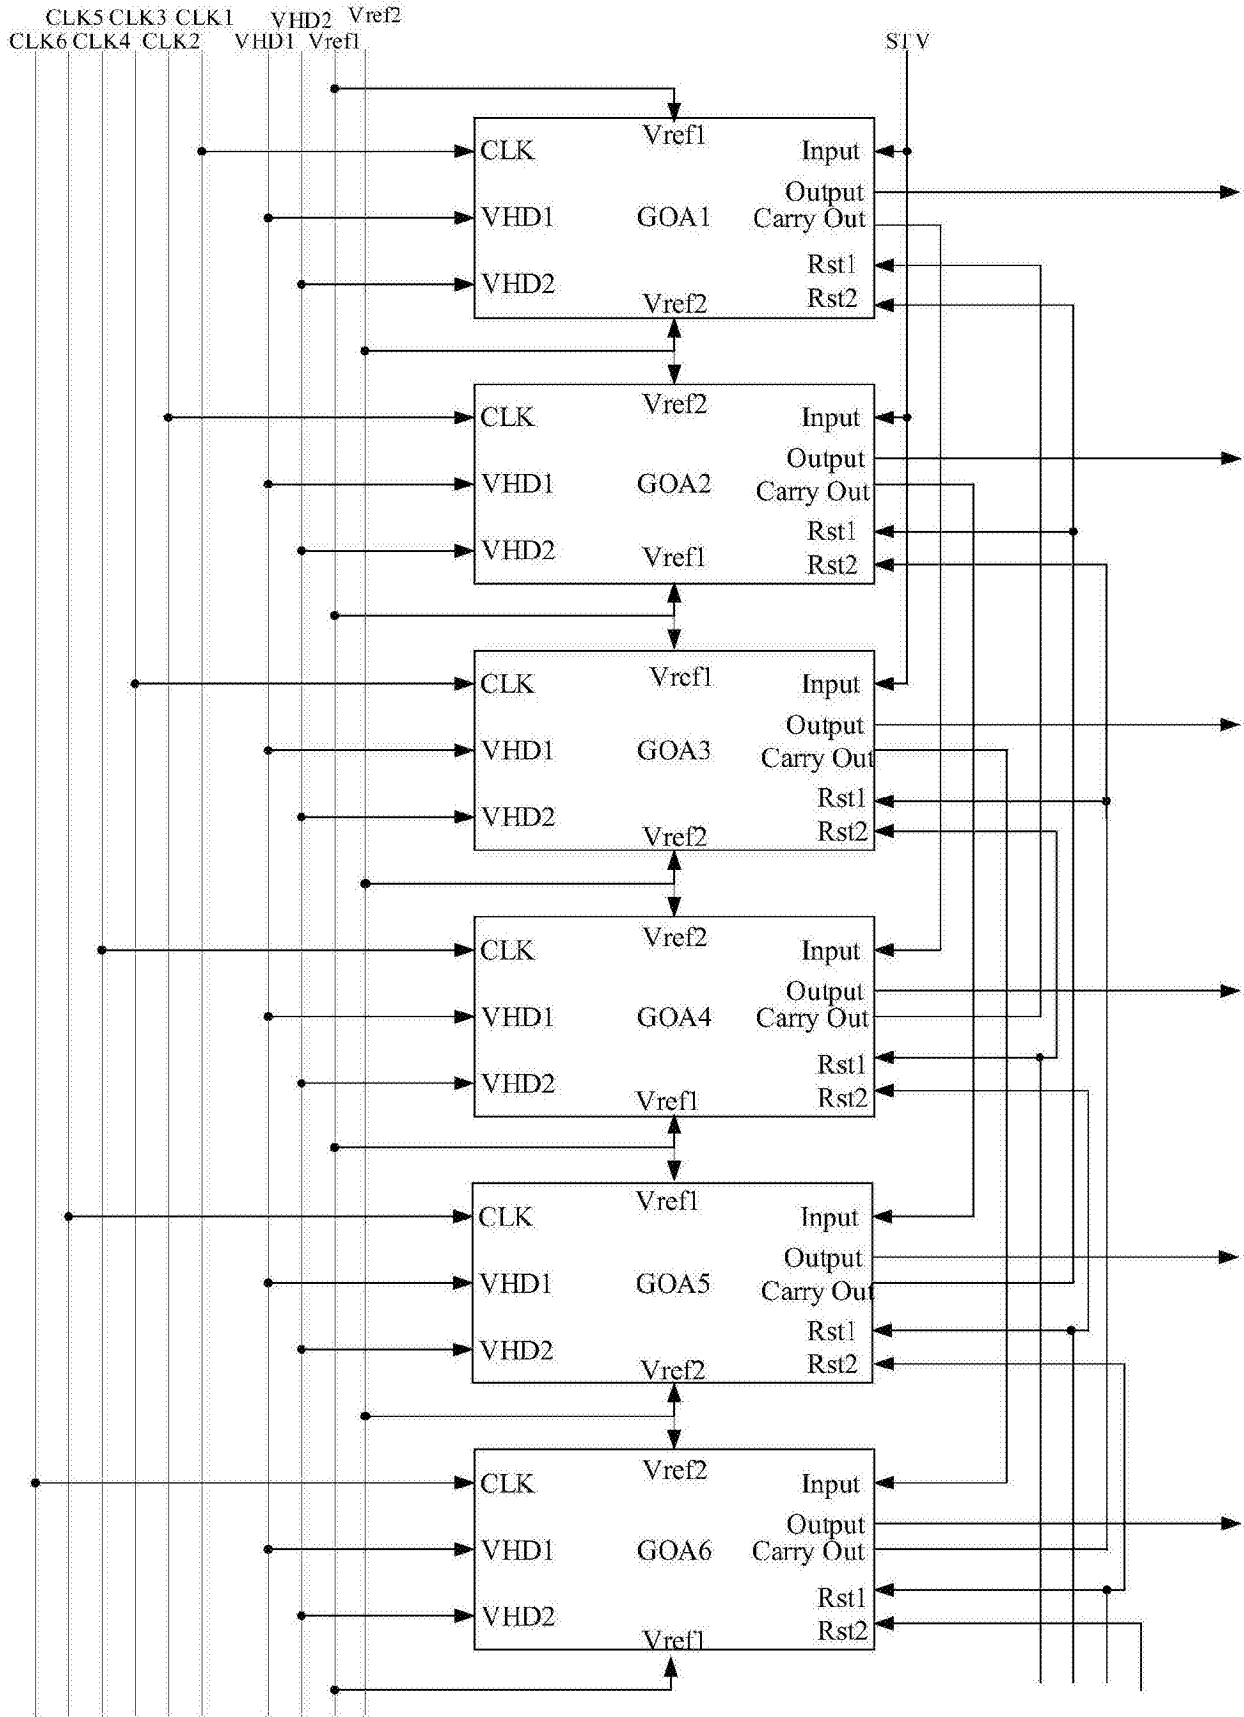 CLK5 CLK3 CLK1 VHD2 Vref2
CLK6 CLK4 CLK2 VHD1 Vref1 STV
Vref1
CLK Input
Output
VHD1 GOA1 Carry Out
Rst1
VHD2 Rst2
Vref2
Vref2
CLK Input
Output
VHD1 GOA2 Carry Out
Rst1
VHD2 Vref1 Rst2
Vref1
CLK Input
Output
VHD1 GOA3 Carry Out
Rst1
VHD2 Rst2
Vref2
Vref2
CLK Input
Output
VHD1 GOA4 Carry Out
Rst1
VHD2 Rst2
Vref1
Vref1
CLK Input
Output
VHD1 GOA5 Carry Out
Rst1
VHD2 Rst2
Vref2
Vref2
CLK Input
Output
VHD1 GOA6 Carry Out
Rst1
VHD2 Rst2
Vref1